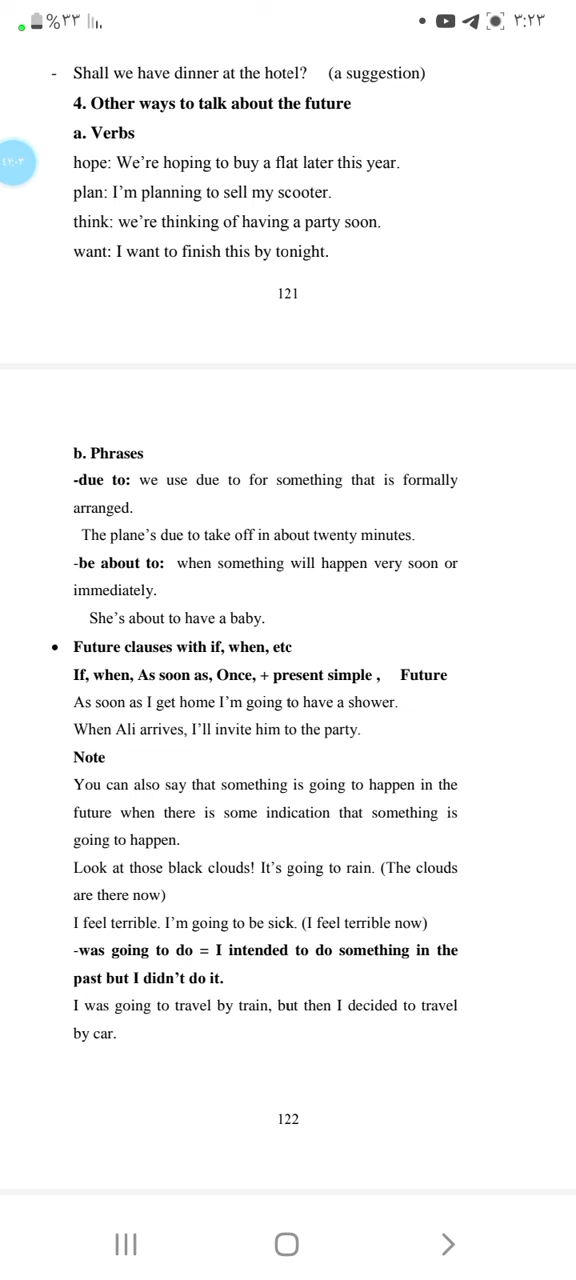 %۳۳
۳:۲۳
- Shall we have dinner at the hotel? (a suggestion)
4. Other ways to talk about the future
a. Verbs
hope: We’re hoping to buy a flat later this year.
plan: I’m planning to sell my scooter.
think: we’re thinking of having a party soon.
want: I want to finish this by tonight.
121
b. Phrases
-due to: we use due to for something that is formally
arranged.
The plane’s due to take off in about twenty minutes.
-be about to: when something will happen very soon or
immediately.
She’s about to have a baby.
• Future clauses with if, when, etc
If, when, As soon as, Once, + present simple , Future
As soon as I get home I’m going to have a shower.
When Ali arrives, I’ll invite him to the party.
Note
You can also say that something is going to happen in the
future when there is some indication that something is
going to happen.
Look at those black clouds! It’s going to rain. (The clouds
are there now)
I feel terrible. I’m going to be sick. (I feel terrible now)
-was going to do = I intended to do something in the
past but I didn’t do it.
I was going to travel by train, but then I decided to travel
by car.
122